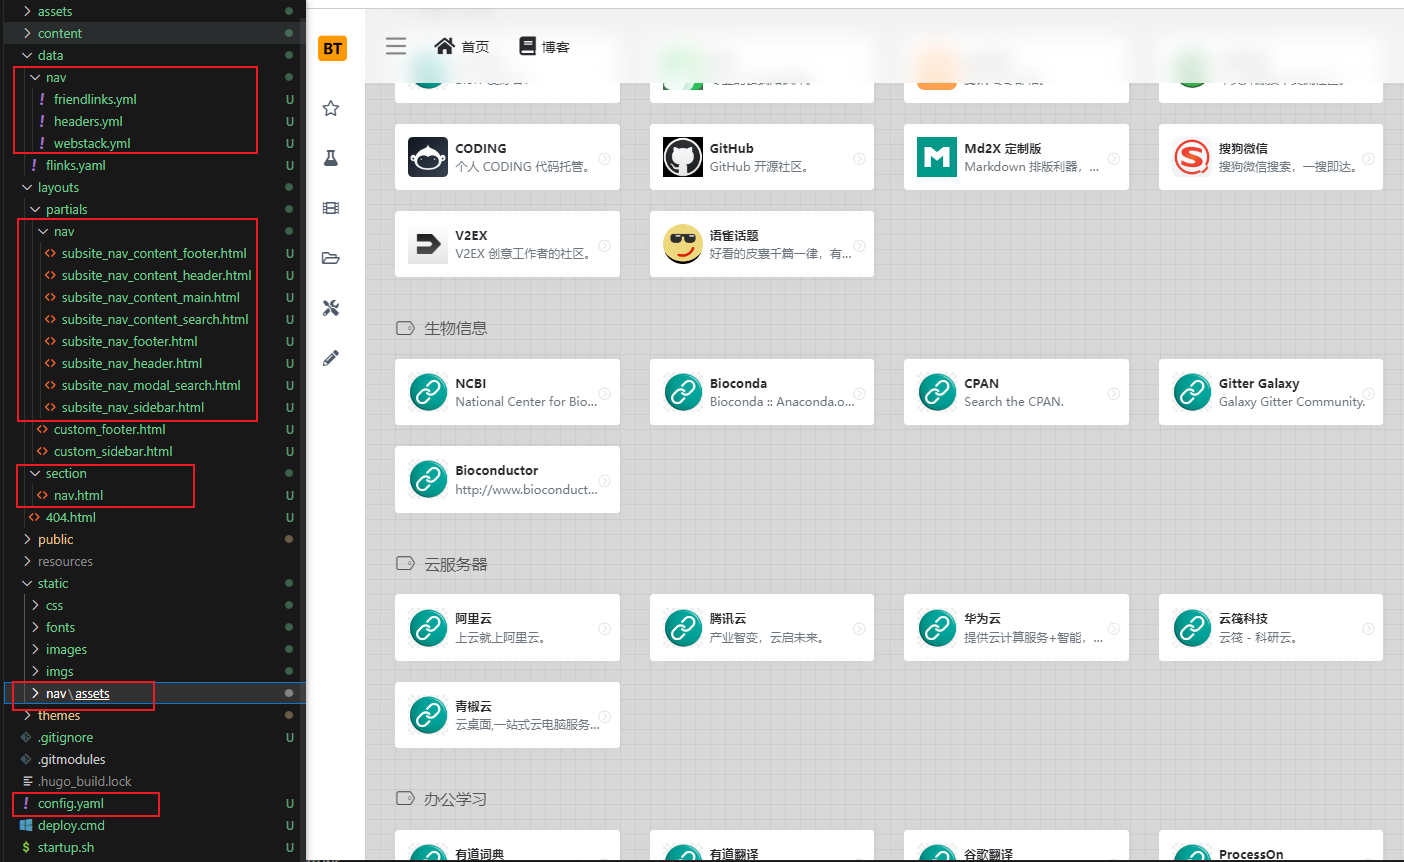 assets
content
data
nav
friendlinks.yml U
headers.yml U
webstack.yml U
flinks.yaml U
layouts
partials
nav
subsite_nav_content_footer.html U
subsite_nav_content_header.html U
subsite_nav_content_main.html U
subsite_nav_content_search.html U
subsite_nav_footer.html U
subsite_nav_header.html U
subsite_nav_modal_search.html U
subsite_nav_sidebar.html U
custom_footer.html U
custom_sidebar.html U
section
nav.html U
404.html U
public
resources
static
css
fonts
images
imgs
nav\assets
themes
.gitignore U
.gitmodules
.hugo_build.lock
config.yaml U
deploy.cmd U
startup.sh U
BT
首页 博客
CODING
个人 CODING 代码托管。
GitHub
GitHub 开源社区。
Md2X 定制版
Markdown 排版利器，...
搜狗微信
搜狗微信搜索，一搜即达。
V2EX
V2EX 创意工作者的社区。
语雀话题
好看的皮囊千篇一律，有...
生物信息
NCBI
National Center for Bio...
Bioconda
Bioconda :: Anaconda.o...
CPAN
Search the CPAN.
Gitter Galaxy
Galaxy Gitter Community.
Bioconductor
http://www.bioconduct...
云服务器
阿里云
上云就上阿里云。
腾讯云
产业智变，云启未来。
华为云
提供云计算服务+智能，...
云筏科技
云筏 - 科研云。
青椒云
云桌面,一站式云电脑服务...
办公学习
有道词典
有道翻译
谷歌翻译
ProcessOn